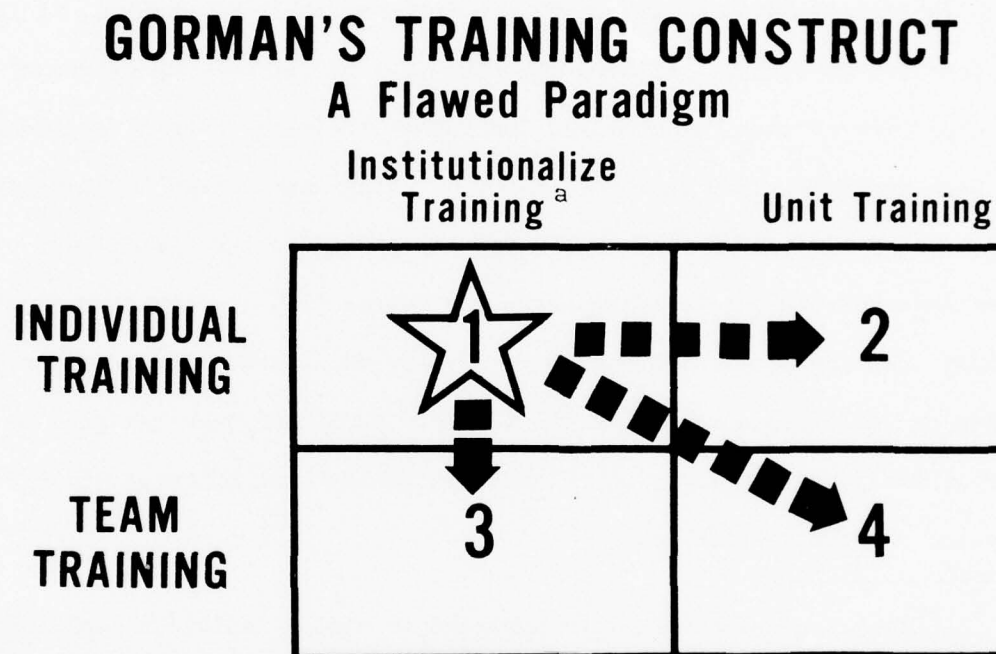 GORMAN'S TRAINING CONSTRUCT
A Flawed Paradigm
Institutionalize
Training a
Unit Training
INDIVIDUAL
TRAINING
1
2
TEAM
TRAINING
3
4